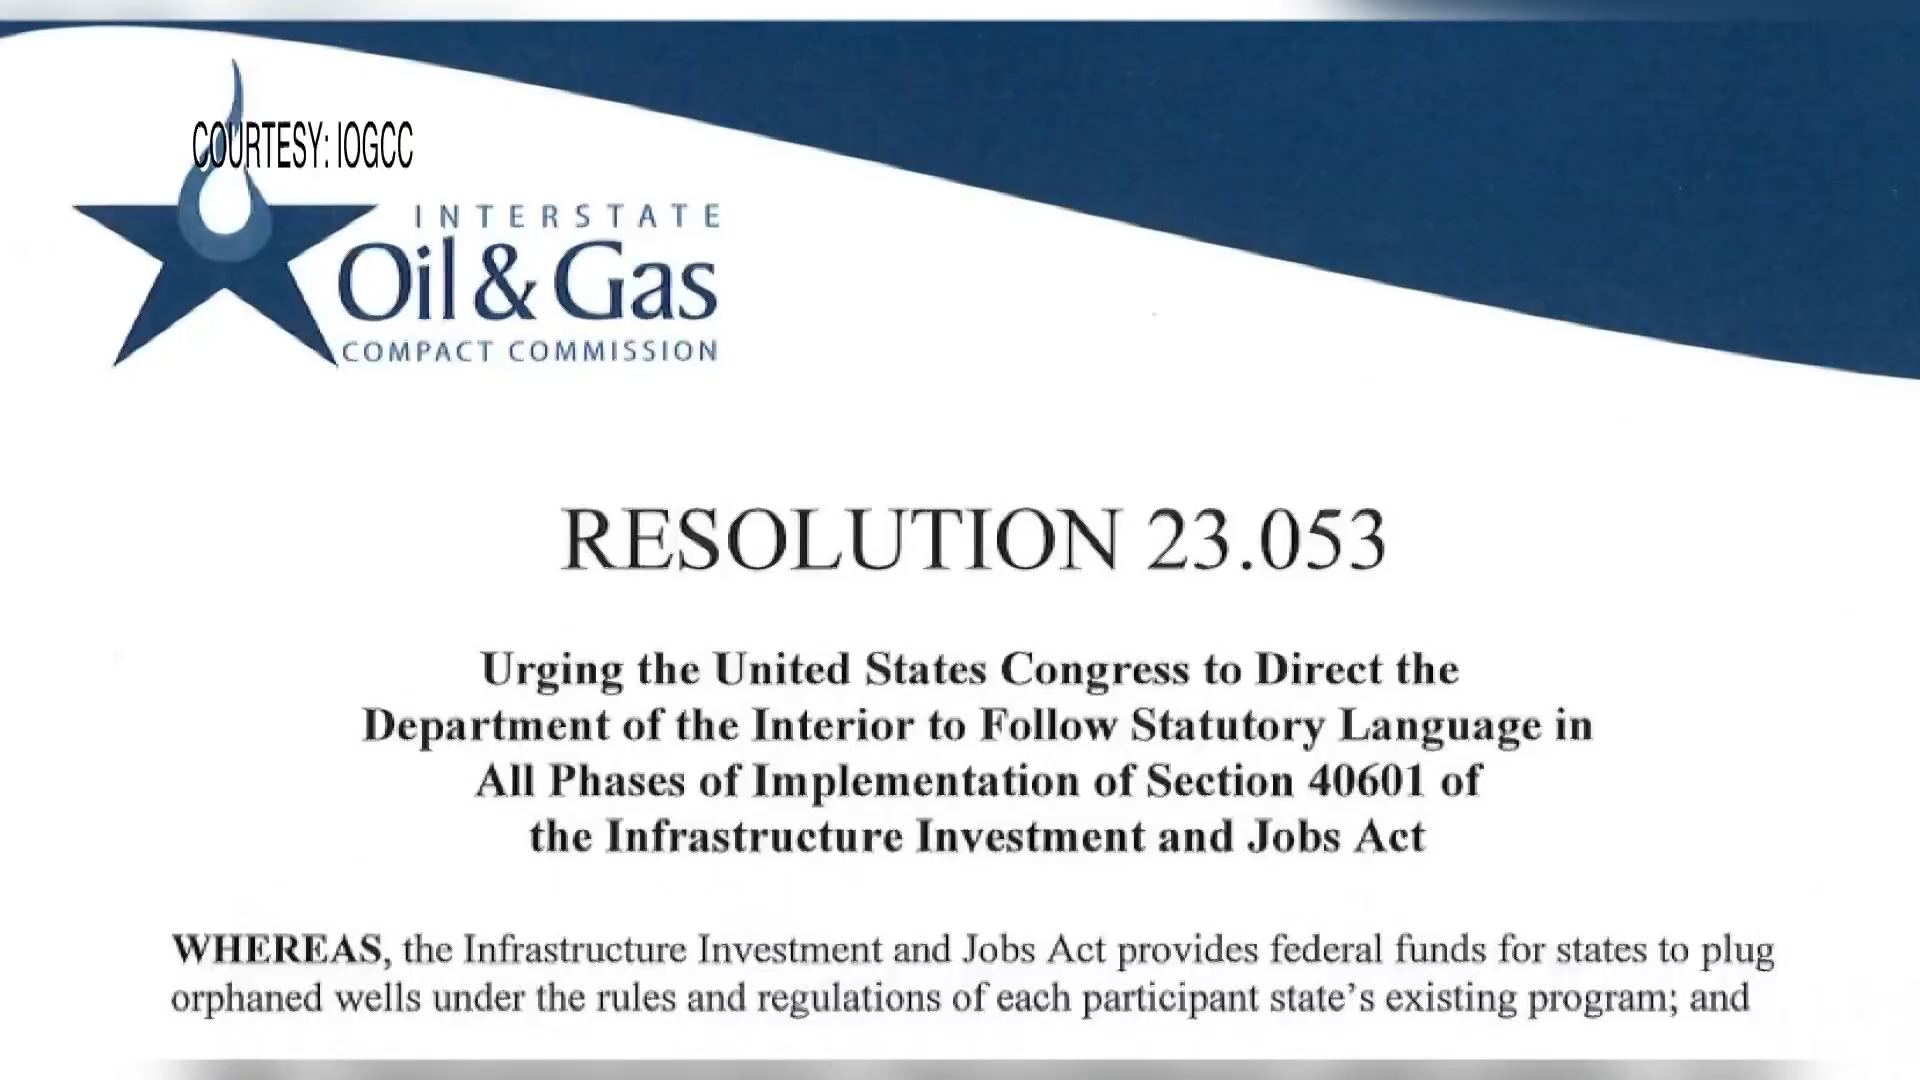 COURTESY: IOGCC
INTERSTATE
Oil & Gas
COMPACT COMMISSION
RESOLUTION 23.053
Urging the United States Congress to Direct the
Department of the Interior to Follow Statutory Language in
All Phases of Implementation of Section 40601 of
the Infrastructure Investment and Jobs Act
WHEREAS, the Infrastructure Investment and Jobs Act provides federal funds for states to plug
orphaned wells under the rules and regulations of each participant state's existing program; and